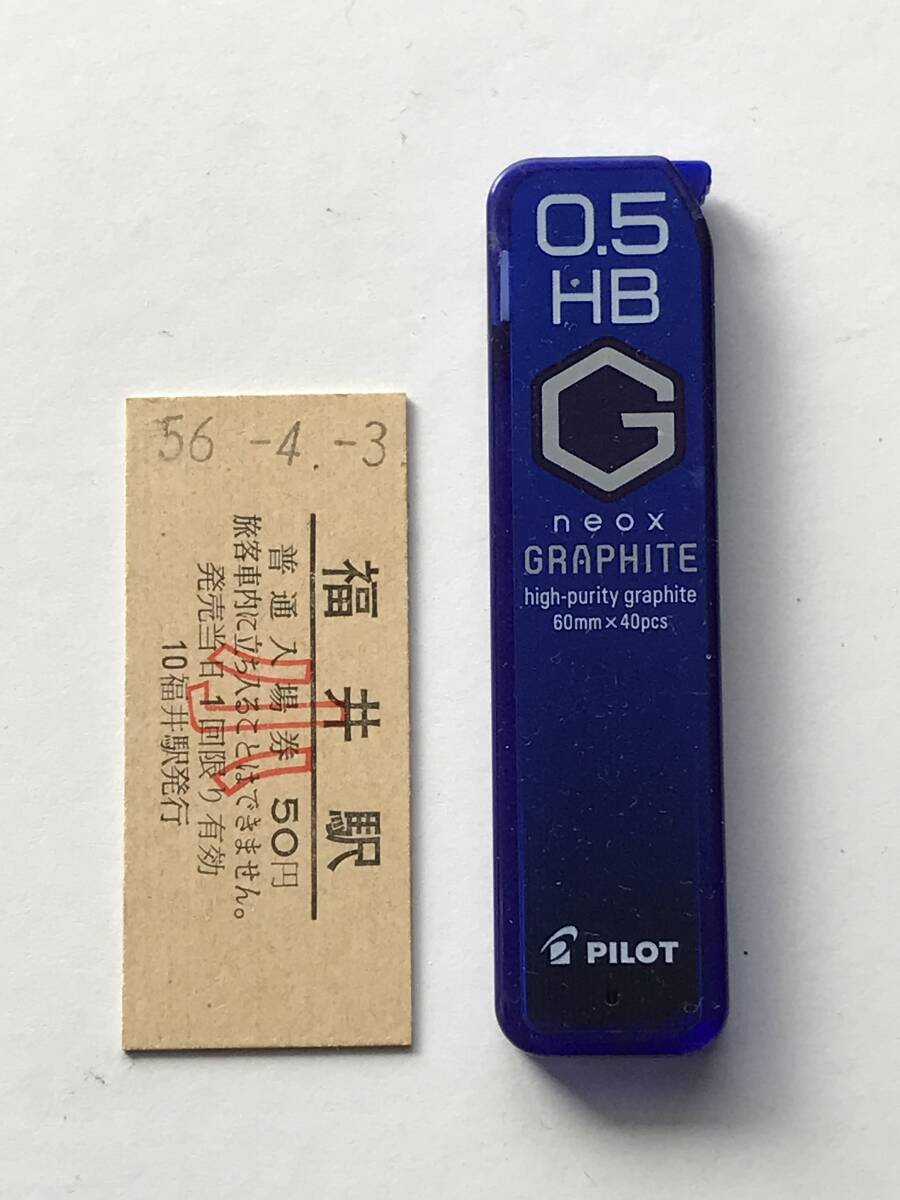 56 -4.-3
福井駅
普通入場券 50円
旅客車内に立ち入ることはできません。
発売当日1回限り有効
10福井駅発行
小
0.5
HB
G
neox
GRAPHITE
high-purity graphite
60mm×40pcs
PILOT